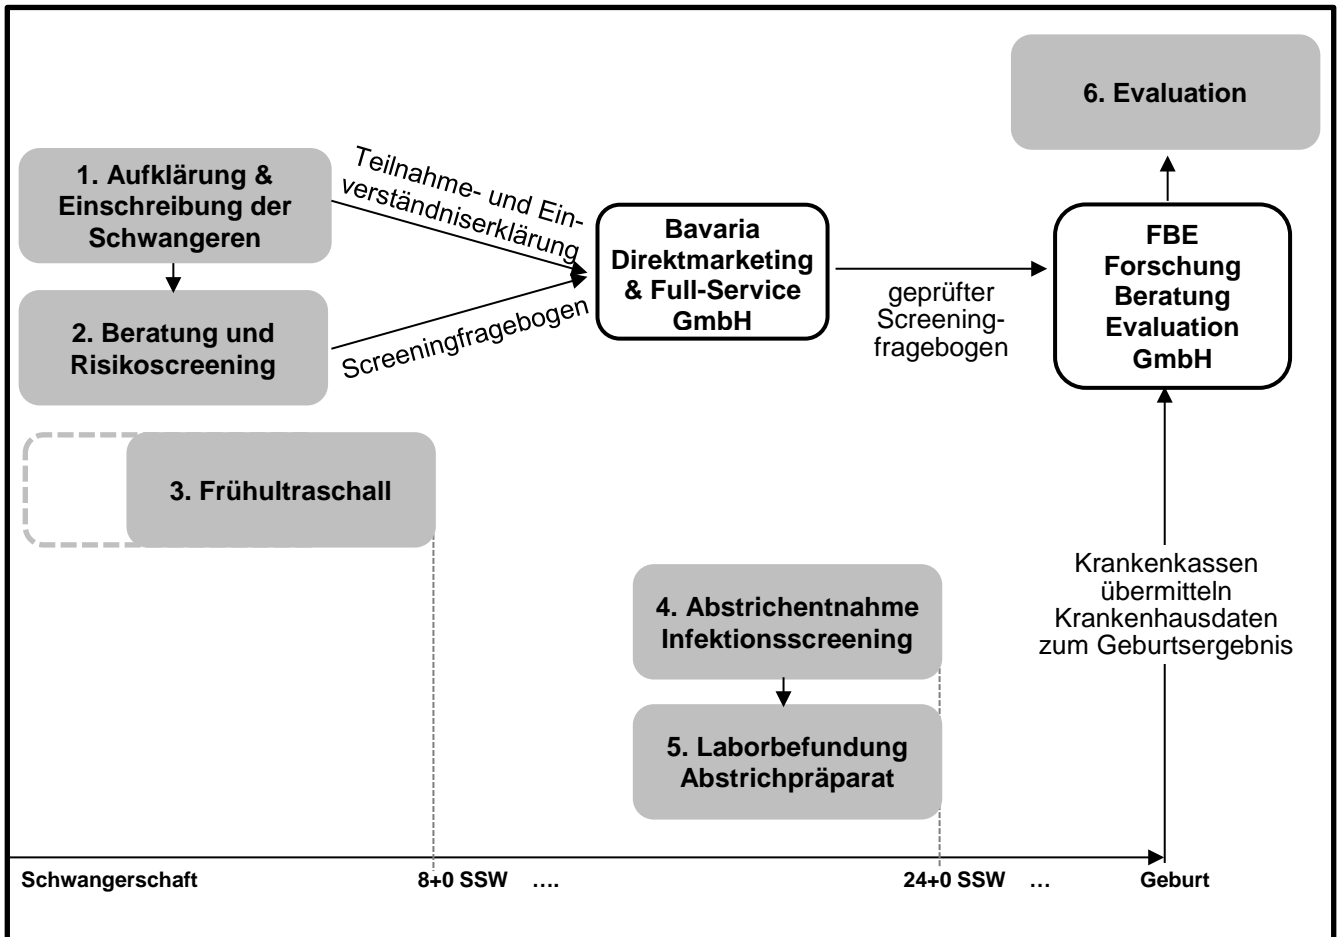 6. Evaluation
1. Aufklärung &
Einschreibung der
Schwangeren
Teilnahme- und Ein-
verständniserklärung
Bavaria
Direktmarketing
& Full-Service
GmbH
FBE
Forschung
Beratung
Evaluation
GmbH
2. Beratung und
Risikoscreening
Screeningfragebogen
geprüfter
Screening-
fragebogen
3. Frühultraschall
4. Abstrichentnahme
Infektionsscreening
Krankenkassen
übermitteln
Krankenhausdaten
zum Geburtsergebnis
5. Laborbefundung
Abstrichpräparat
Schwangerschaft 8+0 SSW .... 24+0 SSW ... Geburt